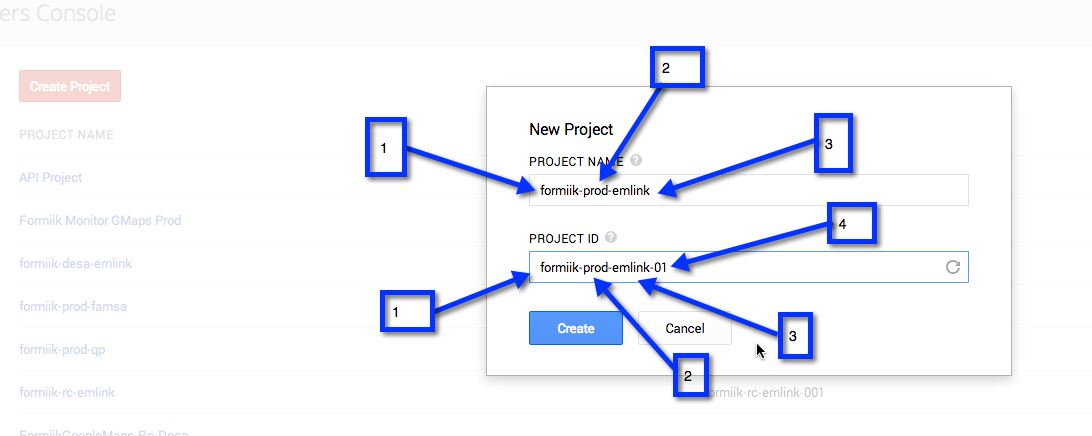 ers Console
Create Project
PROJECT NAME
API Project
Formiik Monitor GMaps Prod
formiik-desa-emlink
formiik-prod-famsa
formiik-prod-qp
formiik-rc-emlink
FormiikGoogleMaps-Bp-Desa
New Project
PROJECT NAME ?
formiik-prod-emlink
PROJECT ID ?
formiik-prod-emlink-01
Create
Cancel
ormiik-rc-emlink-001
1
2
3
1
2
3
4